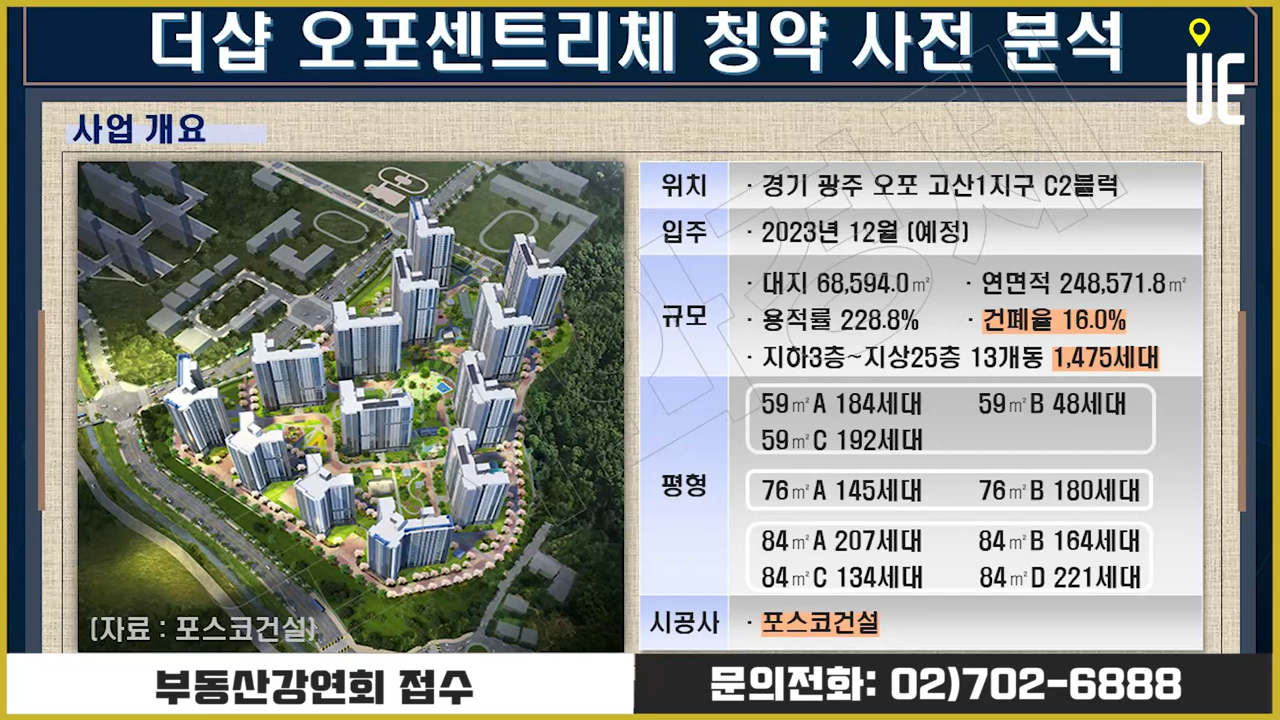 더샵 오포센트리체 청약 사전 분석
UE
사업 개요
위치 · 경기 광주 오포 고산1지구 C2블럭
입주 · 2023년 12월 (예정)
규모
· 대지 68,594.0㎡ · 연면적 248,571.8㎡
· 용적률 228.8% · 건폐율 16.0%
· 지하3층~지상25층 13개동 1,475세대
평형
59㎡A 184세대 59㎡B 48세대
59㎡C 192세대
76㎡A 145세대 76㎡B 180세대
84㎡A 207세대 84㎡B 164세대
84㎡C 134세대 84㎡D 221세대
시공사 · 포스코건설
(자료 : 포스코건설)
부동산강연회 접수
문의전화: 02)702-6888